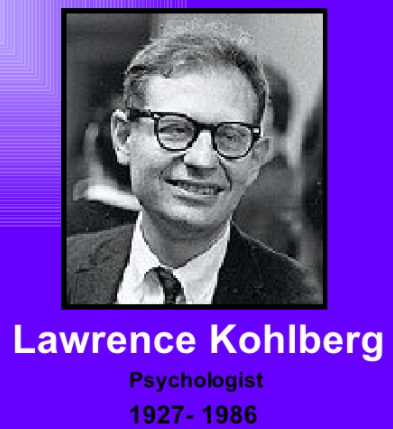 Lawrence Kohlberg
Psychologist
1927- 1986